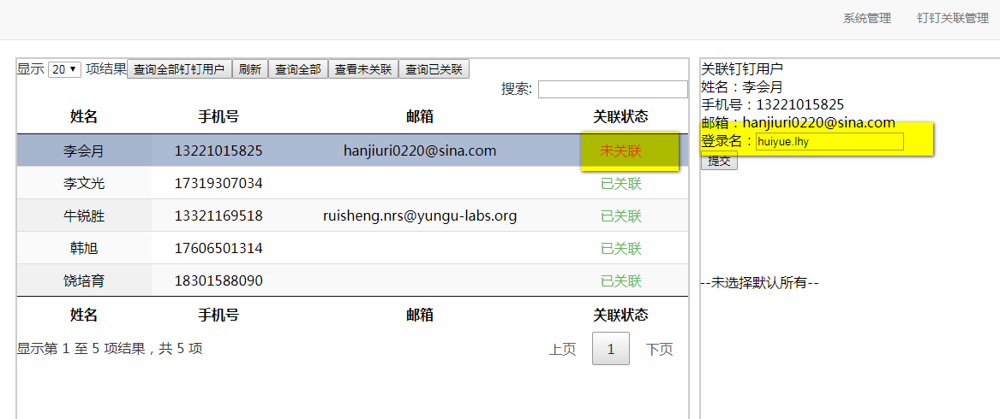 系统管理 钉钉关联管理
显示 20 项结果 查询全部钉钉用户 刷新 查询全部 查看未关联 查询已关联
搜索:
姓名 手机号 邮箱 关联状态
李会月 13221015825 hanjiuri0220@sina.com 未关联
李文光 17319307034 已关联
牛锐胜 13321169518 ruisheng.nrs@yungu-labs.org 已关联
韩旭 17606501314 已关联
饶培育 18301588090 已关联
姓名 手机号 邮箱 关联状态
显示第 1 至 5 项结果，共 5 项 上页 1 下页
关联钉钉用户
姓名：李会月
手机号：13221015825
邮箱：hanjiuri0220@sina.com
登录名：huiyue.lhy
提交
--未选择默认所有--